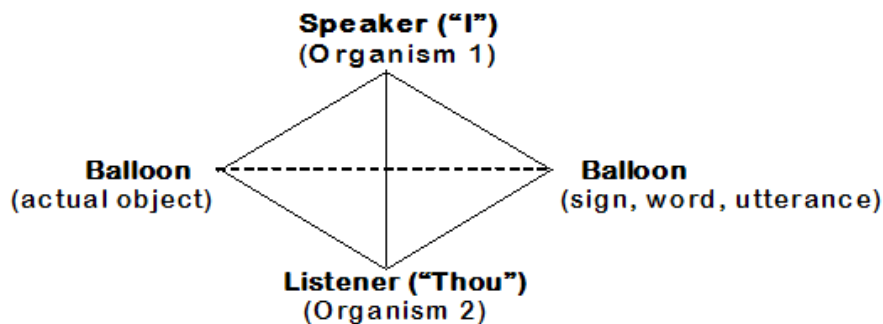 Speaker ("I")
(Organism 1)
Balloon
(actual object)
Balloon
(sign, word, utterance)
Listener ("Thou")
(Organism 2)